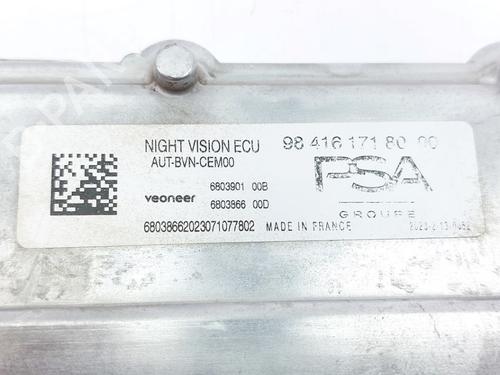 NIGHT VISION ECU
AUT-BVN-CEM00
98 416 171 80 00
PSA
GROUPE
6803901 00B
veoneer
6803866 00D
68038662023071077802
MADE IN FRANCE